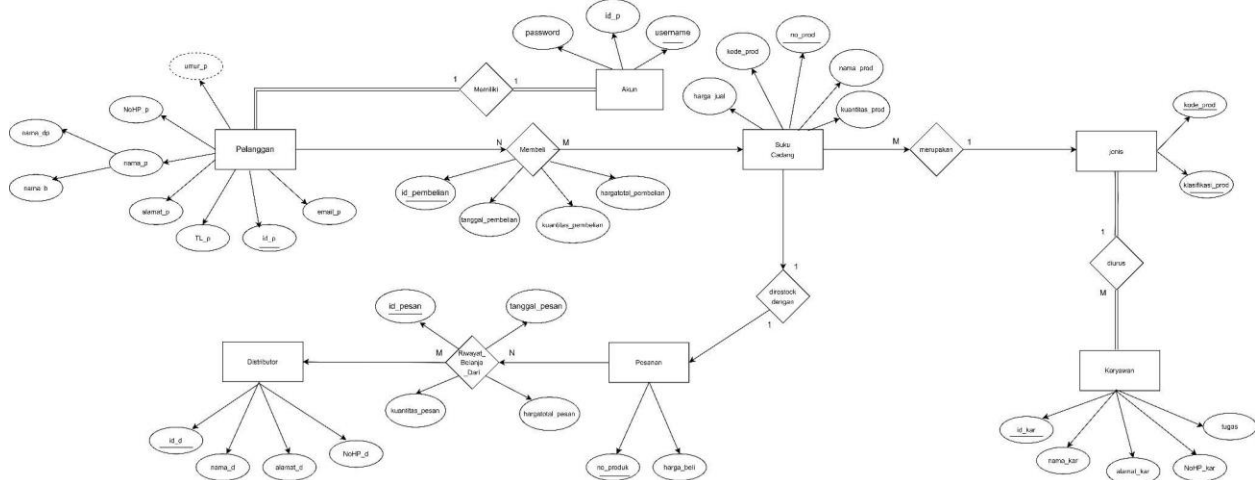 id_p
password
username
no_prod
kode_prod
umur_p
nama_prod
1
Memiliki
1
Akun
harga_jual
kode_prod
NoHP_p
kuantitas_prod
nama_dp
Pelanggan
N
Membeli
M
Suku
Cadang
M
merupakan
1
jenis
nama_p
nama_b
id_pembelian
hargatotal_pembelian
klasifikasi_prod
alamat_p
email_p
tanggal_pembelian
kuantitas_pembelian
TL_p
id_p
1
diurus
M
1
direstock
dengan
1
id_pesan
tanggal_pesan
Distributor
M
Riwayat_
Belanja
_Dari
N
Pesanan
Karyawan
kuantitas_pesan
hargatotal_pesan
id_kar
tugas
id_d
NoHP_d
nama_kar
nama_d
alamat_d
no_produk
harga_beli
alamat_kar
NoHP_kar